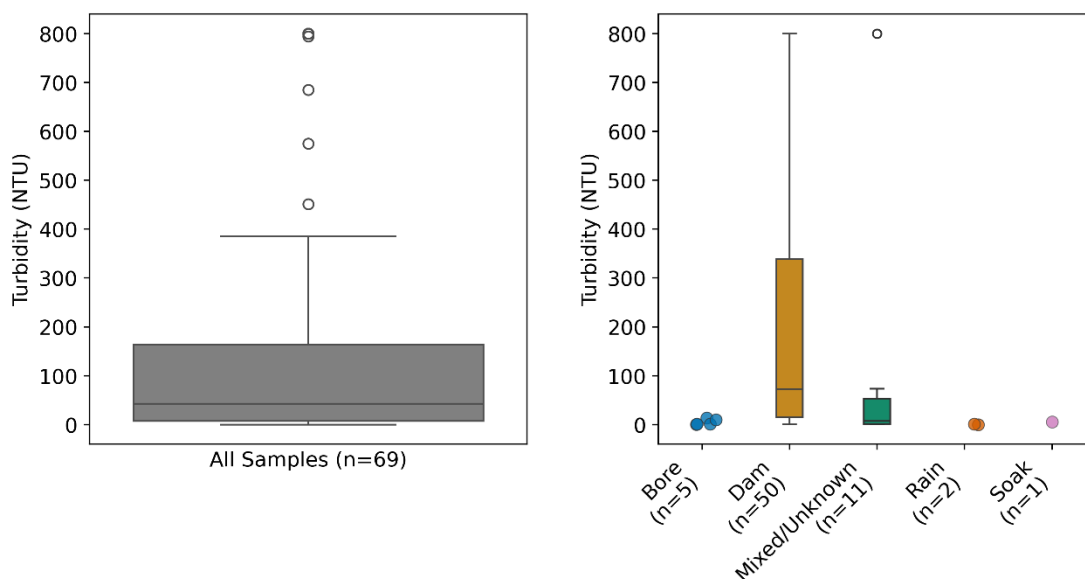 800
700
600
500
400
300
200
100
0
Turbidity (NTU)
All Samples (n=69)
800
700
600
500
400
300
200
100
0
Turbidity (NTU)
Bore
(n=5)
Dam
(n=50)
Mixed/Unknown
(n=11)
Rain
(n=2)
Soak
(n=1)